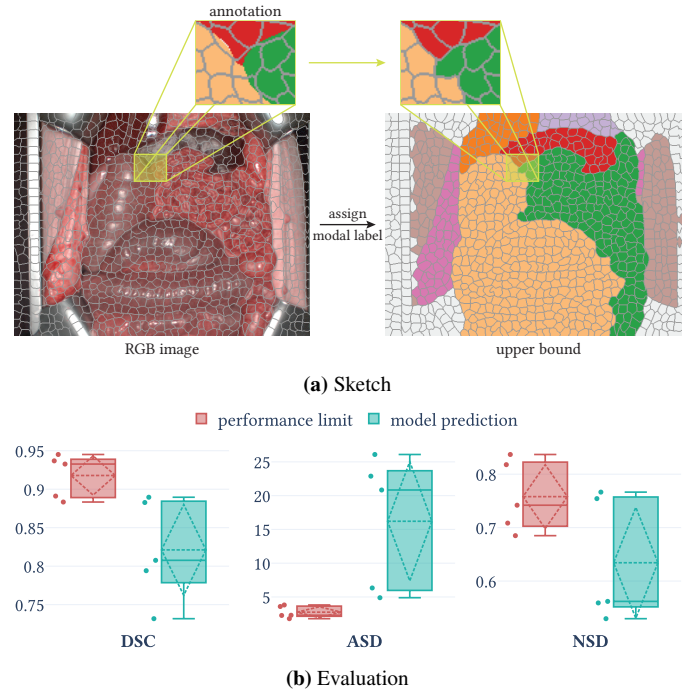 annotation
assign
modal label
RGB image
upper bound
(a) Sketch
performance limit
model prediction
0.95
0.9
0.85
0.8
0.75
DSC
25
20
15
10
5
ASD
0.8
0.7
0.6
NSD
(b) Evaluation